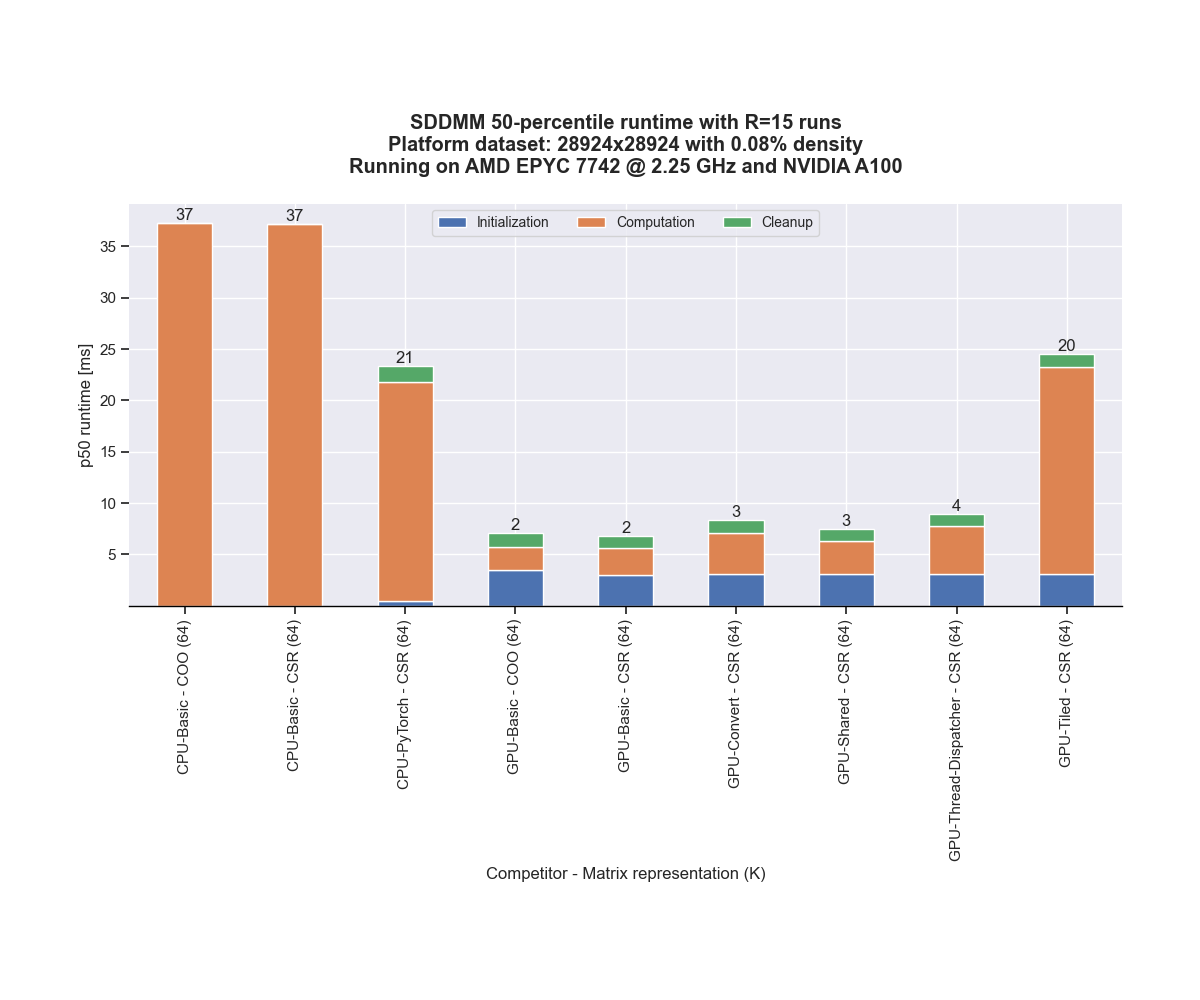 SDDMM 50-percentile runtime with R=15 runs
Platform dataset: 28924x28924 with 0.08% density
Running on AMD EPYC 7742 @ 2.25 GHz and NVIDIA A100
Initialization
Computation
Cleanup
37
37
21
2
2
3
3
4
20
p50 runtime [ms]
35
30
25
20
15
10
5
CPU-Basic - COO (64)
CPU-Basic - CSR (64)
CPU-PyTorch - CSR (64)
GPU-Basic - COO (64)
GPU-Basic - CSR (64)
GPU-Convert - CSR (64)
GPU-Shared - CSR (64)
GPU-Thread-Dispatcher - CSR (64)
GPU-Tiled - CSR (64)
Competitor - Matrix representation (K)